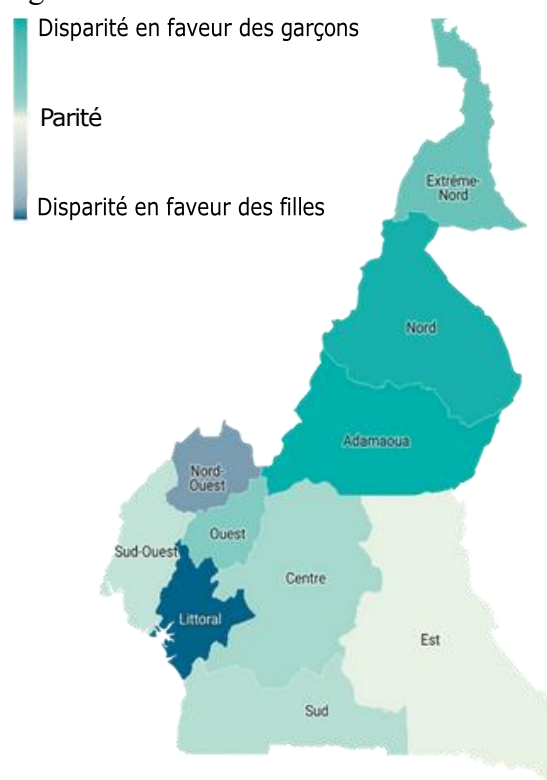 Disparité en faveur des garçons
Parité
Disparité en faveur des filles
Extrême-
Nord
Nord
Adamaoua
Nord-
Ouest
Ouest
Sud-Ouest
Centre
Littoral
Est
Sud